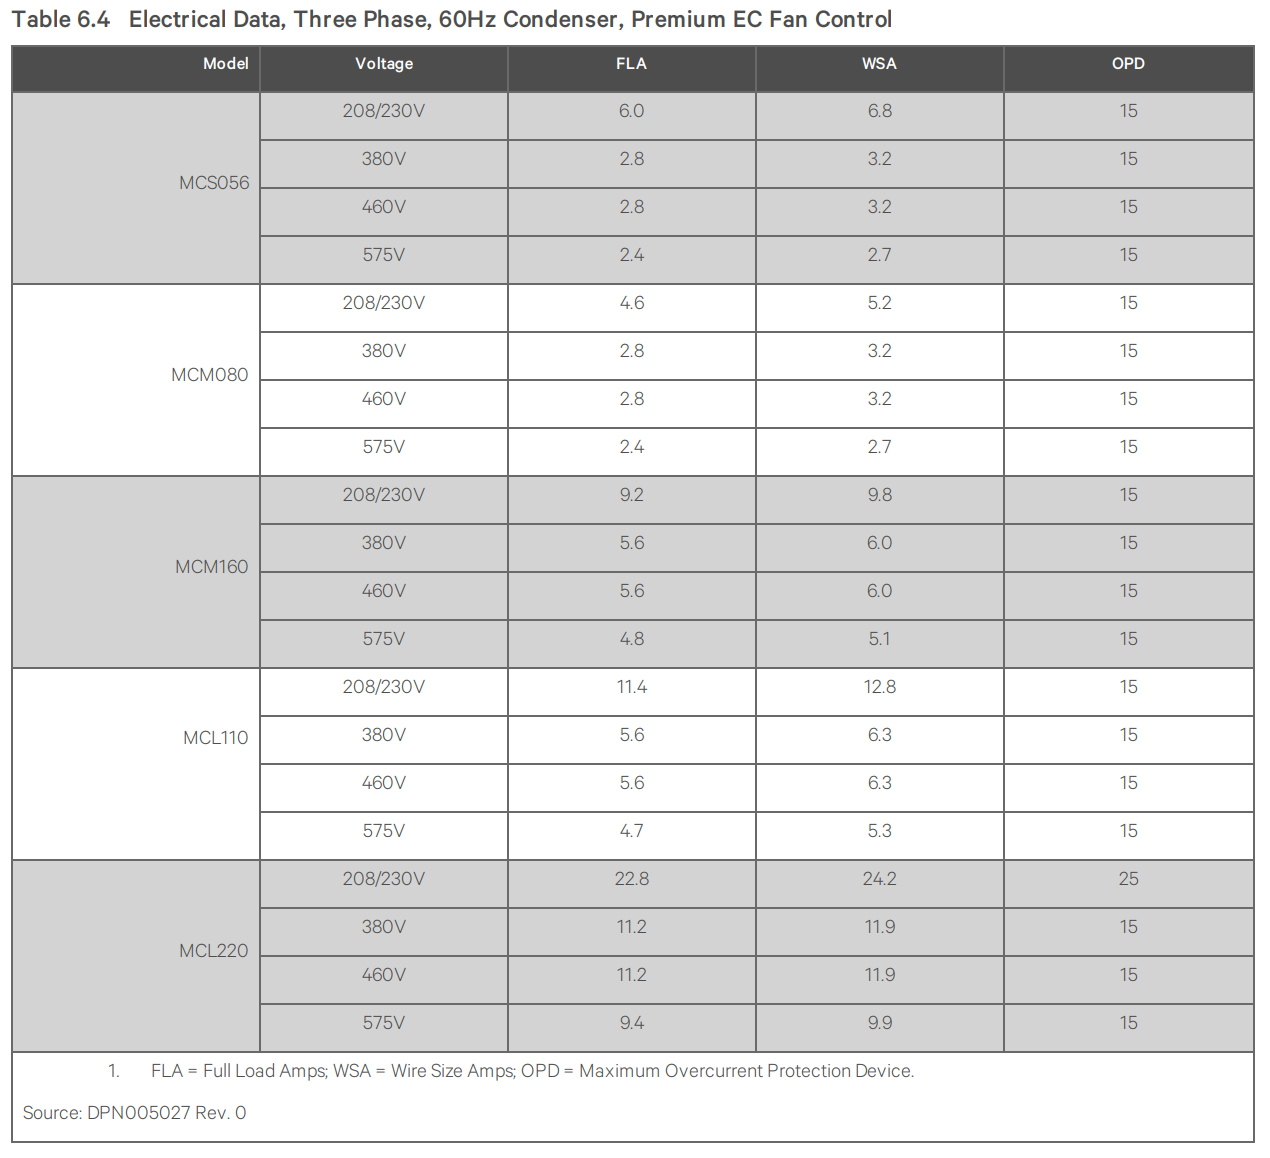 Table 6.4 Electrical Data, Three Phase, 60Hz Condenser, Premium EC Fan Control
Model Voltage FLA WSA OPD
MCS056
208/230V 6.0 6.8 15
380V 2.8 3.2 15
460V 2.8 3.2 15
575V 2.4 2.7 15
MCM080
208/230V 4.6 5.2 15
380V 2.8 3.2 15
460V 2.8 3.2 15
575V 2.4 2.7 15
MCM160
208/230V 9.2 9.8 15
380V 5.6 6.0 15
460V 5.6 6.0 15
575V 4.8 5.1 15
MCL110
208/230V 11.4 12.8 15
380V 5.6 6.3 15
460V 5.6 6.3 15
575V 4.7 5.3 15
MCL220
208/230V 22.8 24.2 25
380V 11.2 11.9 15
460V 11.2 11.9 15
575V 9.4 9.9 15
1. FLA = Full Load Amps; WSA = Wire Size Amps; OPD = Maximum Overcurrent Protection Device.
Source: DPN005027 Rev. 0